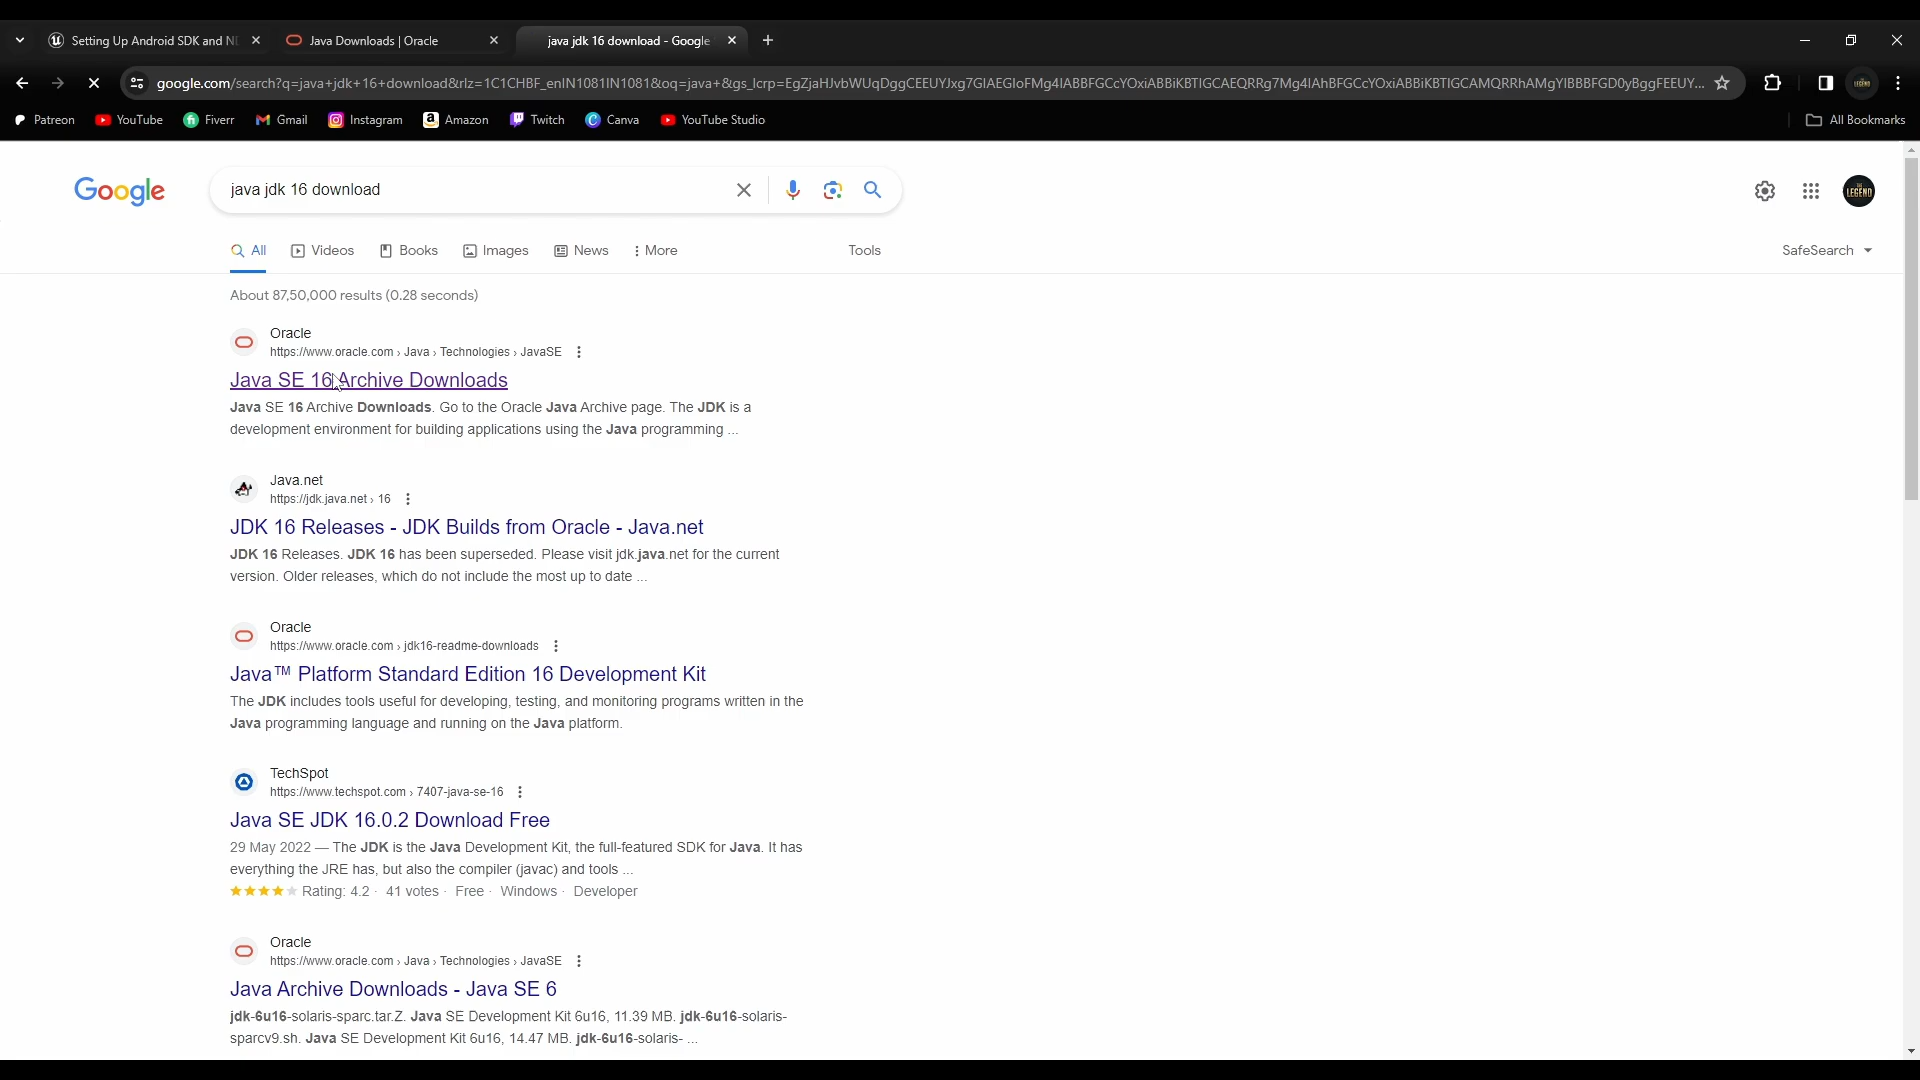 Setting Up Android SDK and N
Java Downloads | Oracle
java jdk 16 download - Google
google.com/search?q=java+jdk+16+download&rlz=1C1CHBF_enIN1081IN1081&oq=java+&gs_lcrp=EgZjaHJvbWUqDggCEEUYJxg7GIAEGIoFMg4IABBFGCcYOxiABBiKBTIGCAEQRRg7Mg4IAhBFGCcYOxiABBiKBTIGCAMQRRhAMgYIBBBFGD0yBggFEEUY...
Patreon
YouTube
Fiverr
Gmail
Instagram
Amazon
Twitch
Canva
YouTube Studio
All Bookmarks
Google
java jdk 16 download
LEGEND
All
Videos
Books
Images
News
More
Tools
SafeSearch
About 87,50,000 results (0.28 seconds)
Oracle
https://www.oracle.com › Java › Technologies › JavaSE
Java SE 16 Archive Downloads
Java SE 16 Archive Downloads. Go to the Oracle Java Archive page. The JDK is a
development environment for building applications using the Java programming ...
Java.net
https://jdk.java.net › 16
JDK 16 Releases - JDK Builds from Oracle - Java.net
JDK 16 Releases. JDK 16 has been superseded. Please visit jdk.java.net for the current
version. Older releases, which do not include the most up to date ...
Oracle
https://www.oracle.com › jdk16-readme-downloads
Java™ Platform Standard Edition 16 Development Kit
The JDK includes tools useful for developing, testing, and monitoring programs written in the
Java programming language and running on the Java platform.
TechSpot
https://www.techspot.com › 7407-java-se-16
Java SE JDK 16.0.2 Download Free
29 May 2022 — The JDK is the Java Development Kit, the full-featured SDK for Java. It has
everything the JRE has, but also the compiler (javac) and tools ...
Rating: 4.2 · 41 votes · Free · Windows · Developer
Oracle
https://www.oracle.com › Java › Technologies › JavaSE
Java Archive Downloads - Java SE 6
jdk-6u16-solaris-sparc.tar.Z. Java SE Development Kit 6u16, 11.39 MB. jdk-6u16-solaris-
sparcv9.sh. Java SE Development Kit 6u16, 14.47 MB. jdk-6u16-solaris- ...